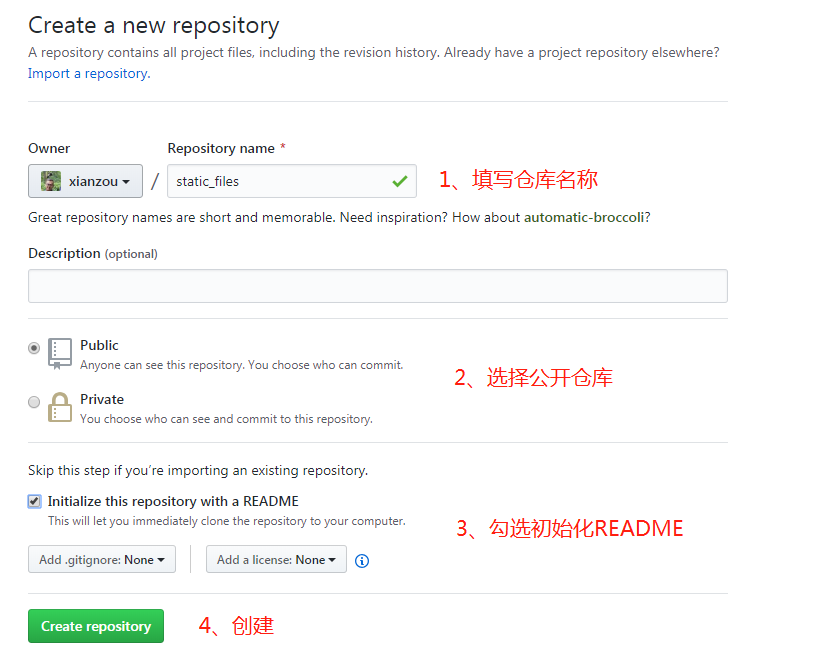 Create a new repository
A repository contains all project files, including the revision history. Already have a project repository elsewhere?
Import a repository.
Owner
Repository name *
xianzou / static_files
1、填写仓库名称
Great repository names are short and memorable. Need inspiration? How about automatic-broccoli?
Description (optional)
Public
Anyone can see this repository. You choose who can commit.
2、选择公开仓库
Private
You choose who can see and commit to this repository.
Skip this step if you’re importing an existing repository.
Initialize this repository with a README
This will let you immediately clone the repository to your computer.
3、勾选初始化README
Add .gitignore: None
Add a license: None
Create repository
4、创建